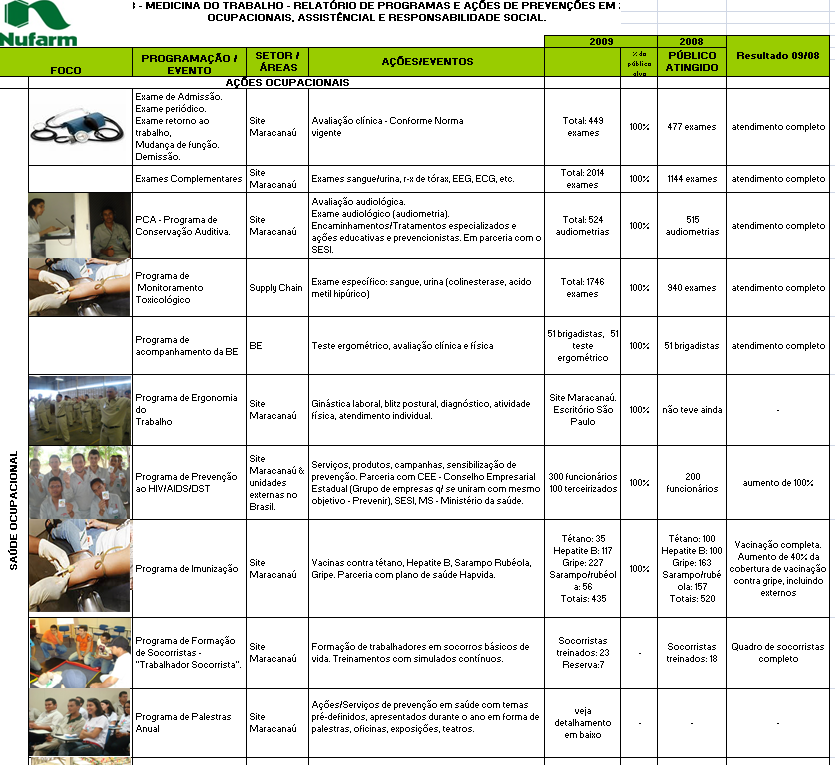 3 - MEDICINA DO TRABALHO - RELATÓRIO DE PROGRAMAS E AÇÕES DE PREVENÇÕES EM 2
OCUPACIONAIS, ASSISTÊNCIAL E RESPONSABILIDADE SOCIAL.
Nufarm
2009
2008
FOCO
PROGRAMAÇÃO /
EVENTO
SETOR /
ÁREAS
AÇÕES/EVENTOS
% do
público
alvo
PÚBLICO
ATINGIDO
Resultado 09/08
AÇÕES OCUPACIONAIS
SAÚDE OCUPACIONAL
Exame de Admissão.
Exame periódico.
Exame retorno ao
trabalho,
Mudança de função.
Demissão.
Site
Maracanaú
Avaliação clínica - Conforme Norma
vigente
Total: 449
exames
100%
477 exames
atendimento completo
Exames Complementares
Site
Maracanaú
Exames sangue/urina, r-x de tórax, EEG, ECG, etc.
Total: 2014
exames
100%
1144 exames
atendimento completo
PCA - Programa de
Conservação Auditiva.
Site
Maracanaú
Avaliação audiológica.
Exame audiológico (audiometria).
Encaminhamentos/Tratamentos especializados e
ações educativas e prevencionistas. Em parceria com o
SESI.
Total: 524
audiometrias
100%
515
audiometrias
atendimento completo
Programa de
Monitoramento
Toxicológico
Supply Chain
Exame específico: sangue, urina (colinesterase, acido
metil hipúrico)
Total: 1746
exames
100%
940 exames
atendimento completo
Programa de
acompanhamento da BE
BE
Teste ergométrico, avaliação clínica e física
51 brigadistas, 51
teste
ergométrico
100%
51 brigadistas
atendimento completo
Programa de Ergonomia
do
Trabalho
Site
Maracanaú
Ginástica laboral, blitz postural, diagnóstico, atividade
física, atendimento individual.
Site Maracanaú.
Escritório São
Paulo
100%
não teve ainda
-
Programa de Prevenção
ao HIV/AIDS/DST
Site
Maracanaú &
unidades
externas no
Brasil.
Serviços, produtos, campanhas, sensibilização de
prevenção. Parceria com CEE - Conselho Empresarial
Estadual (Grupo de empresas q/ se uniram com mesmo
objetivo - Prevenir), SESI, MS - Ministério da saúde.
300 funcionários
100 terceirizados
100%
200
funcionários
aumento de 100%
Programa de Imunização
Site
Maracanaú
Vacinas contra tétano, Hepatite B, Sarampo Rubéola,
Gripe. Parceria com plano de saúde Hapvida.
Tétano: 35
Hepatite B: 117
Gripe: 227
Sarampo/rubéol
a: 56
Totais: 435
100%
Tétano: 100
Hepatite B: 100
Gripe: 163
Sarampo/rubé
ola: 157
Totais: 520
Vacinação completa.
Aumento de 40% da
cobertura de vacinação
contra gripe, incluindo
externos
Programa de Formação
de Socorristas -
"Trabalhador Socorrista".
Site
Maracanaú
Formação de trabalhadores em socorros básicos de
vida. Treinamentos com simulados contínuos.
Socorristas
treinados: 23
Reserva:7
-
Socorristas
treinados: 18
Quadro de socorristas
completo
Programa de Palestras
Anual
Site
Maracanaú
Ações/Serviços de prevenção em saúde com temas
pré-definidos, apresentados durante o ano em forma de
palestras, oficinas, exposições, teatros.
veja
detalhamento
em baixo
-
-
-